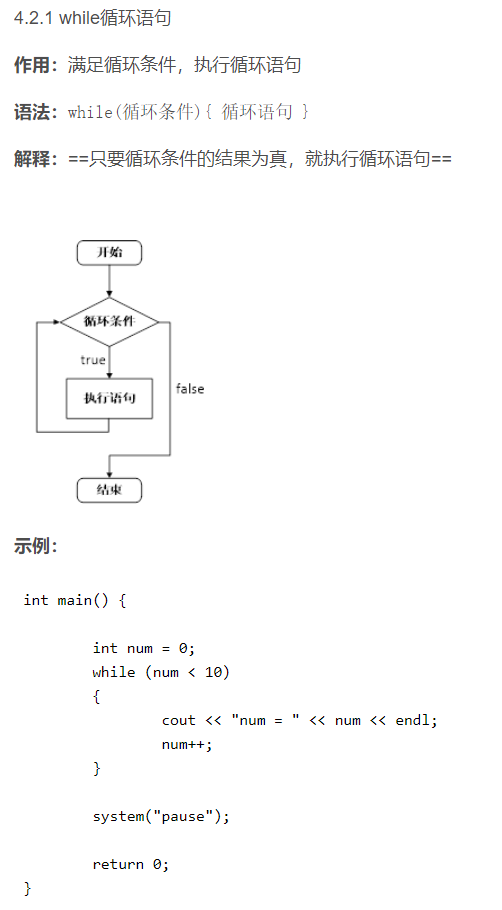 4.2.1 while循环语句
作用：满足循环条件，执行循环语句
语法：while(循环条件){ 循环语句 }
解释：==只要循环条件的结果为真，就执行循环语句==
开始
循环条件
true
执行语句
false
结束
示例：
int main() {
int num = 0;
while (num < 10)
{
cout << "num = " << num << endl;
num++;
}
system("pause");
return 0;
}